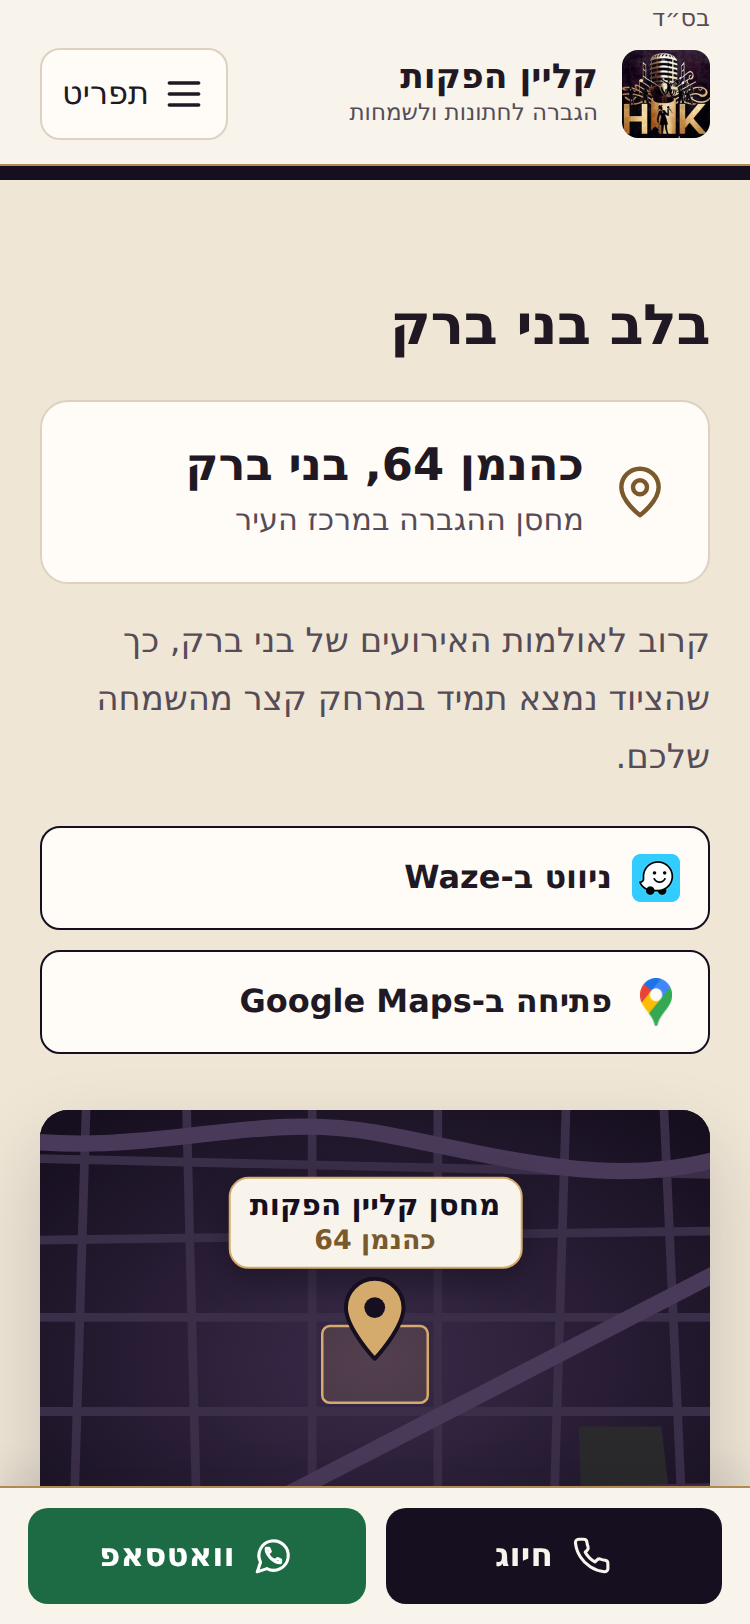 בס״ד
קליין הפקות
הגברה לחתונות ולשמחות
תפריט
HK
בלב בני ברק
כהנמן 64, בני ברק
מחסן ההגברה במרכז העיר
קרוב לאולמות האירועים של בני ברק, כך
שהציוד נמצא תמיד במרחק קצר מהשמחה
שלכם.
ניווט ב-Waze
פתיחה ב-Google Maps
מחסן קליין הפקות
כהנמן 64
חיוג
וואטסאפ